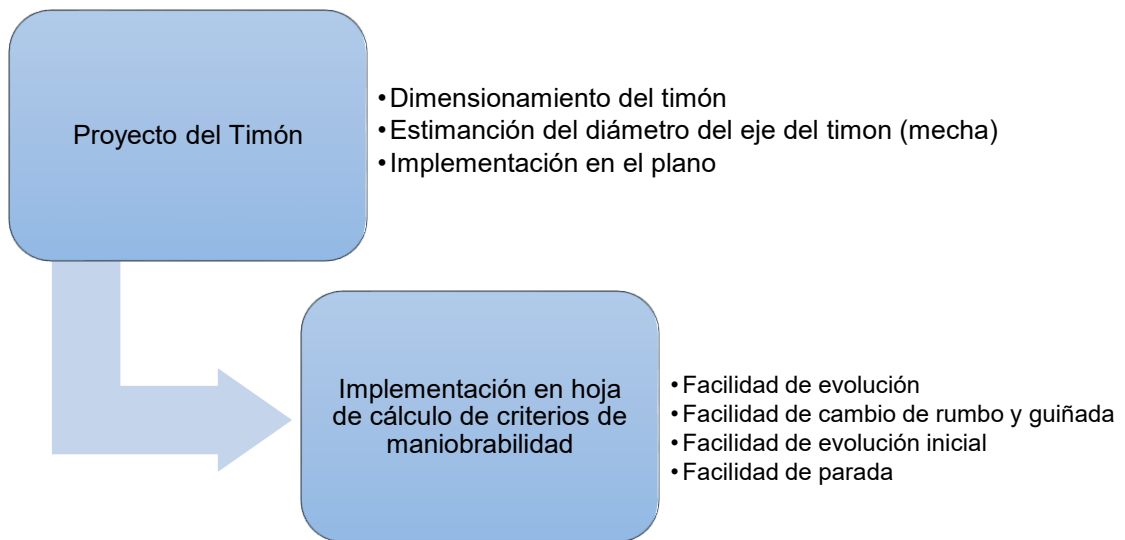 Proyecto del Timón
•Dimensionamiento del timón
•Estimanción del diámetro del eje del timon (mecha)
•Implementación en el plano
Implementación en hoja
de cálculo de criterios de
maniobrabilidad
•Facilidad de evolución
•Facilidad de cambio de rumbo y guiñada
•Facilidad de evolución inicial
•Facilidad de parada